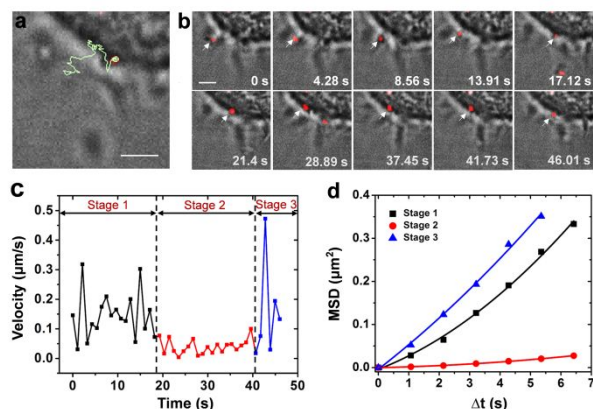 a
b
0 s
4.28 s
8.56 s
13.91 s
17.12 s
21.4 s
28.89 s
37.45 s
41.73 s
46.01 s
c
Stage 1
Stage 2
Stage 3
Velocity (μm/s)
0.5
0.4
0.3
0.2
0.1
0.0
0
10
20
30
40
50
Time (s)
d
Stage 1
Stage 2
Stage 3
MSD (μm²)
0.4
0.3
0.2
0.1
0.0
0
1
2
3
4
5
6
7
Δt (s)